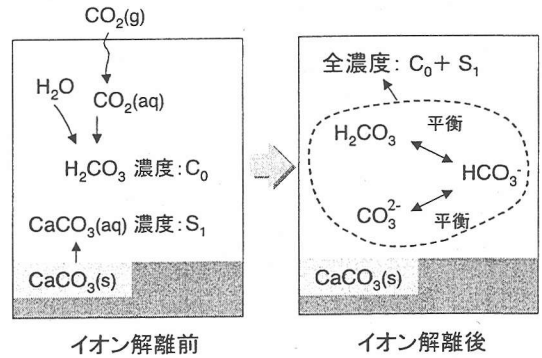 CO₂(g)
H₂O
CO₂(aq)
H₂CO₃ 濃度:C₀
CaCO₃(aq) 濃度:S₁
CaCO₃(s)
イオン解離前
全濃度: C₀+ S₁
H₂CO₃
平衡
HCO₃⁻
CO₃²⁻
平衡
CaCO₃(s)
イオン解離後